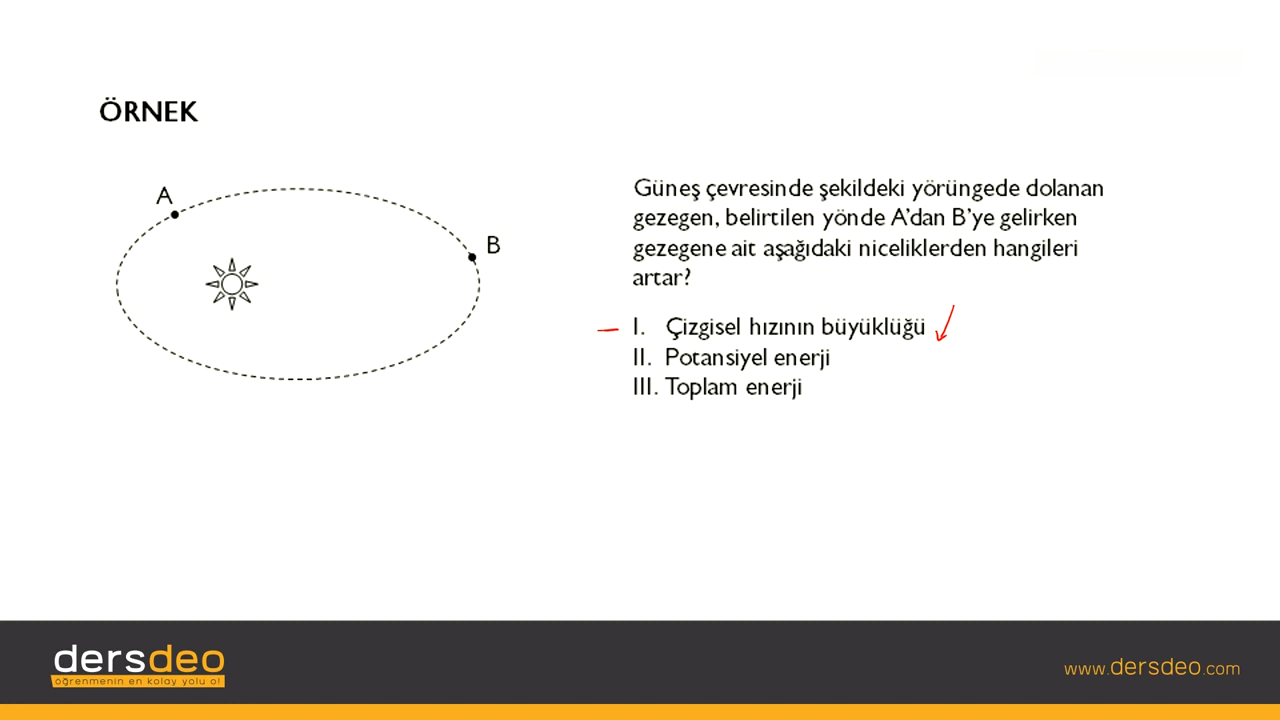 ÖRNEK
A
B
Güneş çevresinde şekildeki yörüngede dolanan
gezegen, belirtilen yönde A'dan B'ye gelirken
gezegene ait aşağıdaki niceliklerden hangileri
artar?
I. Çizgisel hızının büyüklüğü
II. Potansiyel enerji
III. Toplam enerji
dersdeo
öğrenmenin en kolay yolu o!
www.dersdeo.com